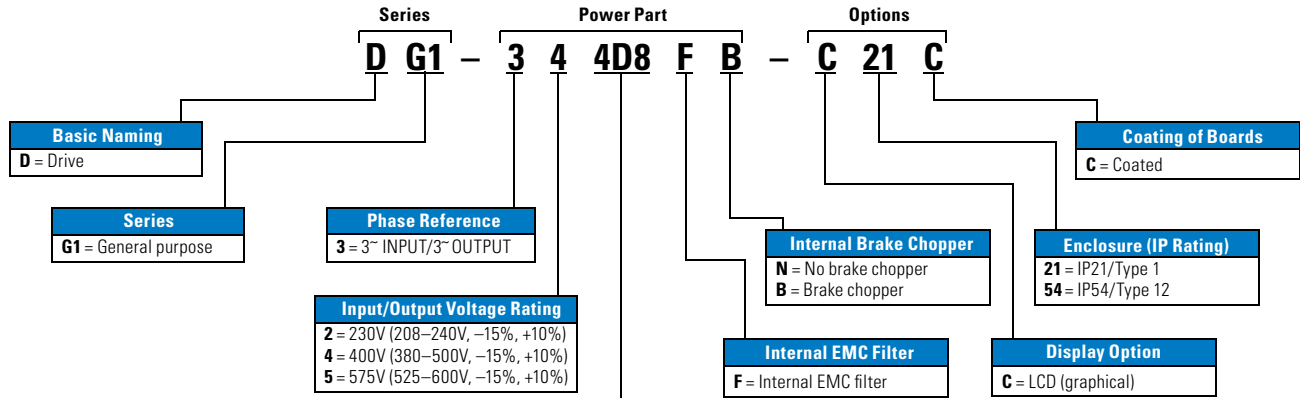 Series
Power Part
Options
D G1 – 3 4 4D8 F B – C 21 C
Basic Naming
D = Drive
Coating of Boards
C = Coated
Series
G1 = General purpose
Phase Reference
3 = 3~ INPUT/3~ OUTPUT
Internal Brake Chopper
N = No brake chopper
B = Brake chopper
Enclosure (IP Rating)
21 = IP21/Type 1
54 = IP54/Type 12
Input/Output Voltage Rating
2 = 230V (208–240V, –15%, +10%)
4 = 400V (380–500V, –15%, +10%)
5 = 575V (525–600V, –15%, +10%)
Internal EMC Filter
F = Internal EMC filter
Display Option
C = LCD (graphical)